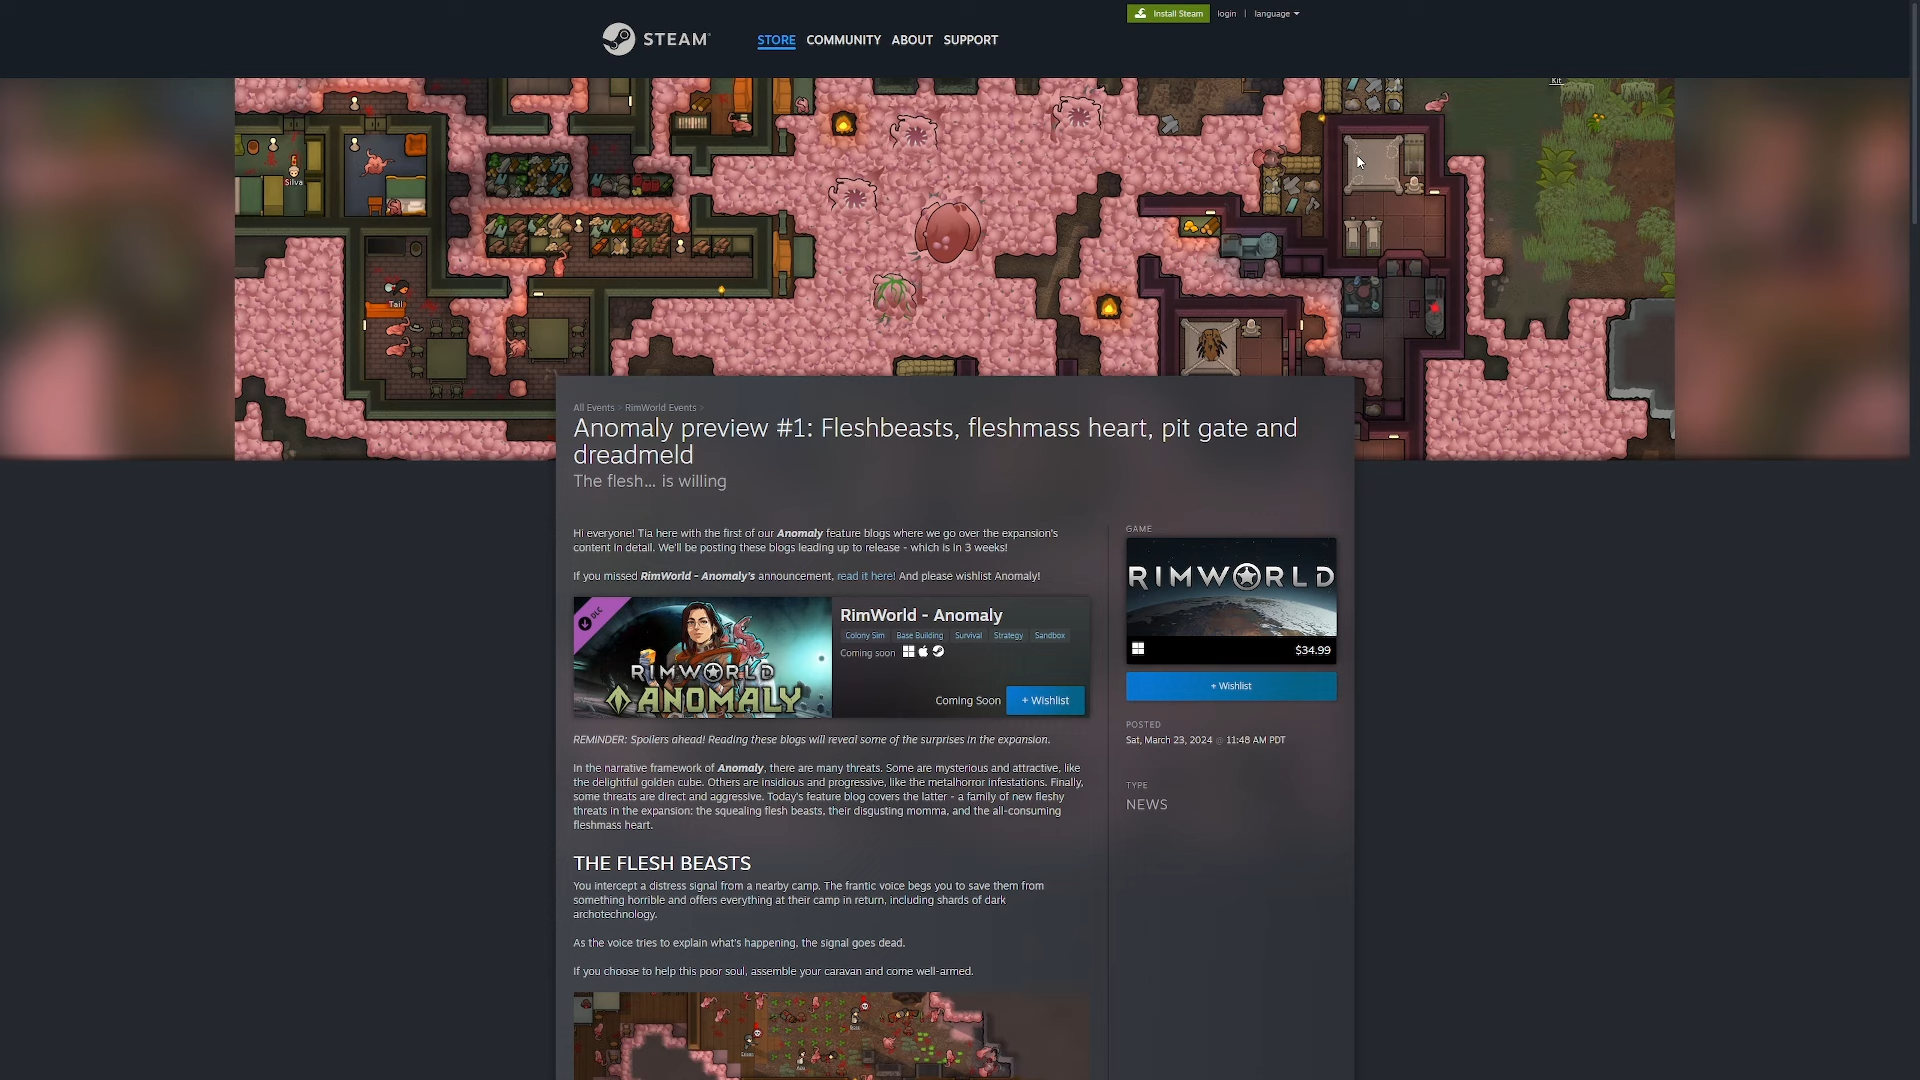 Install Steam login | language
STEAM
STORE COMMUNITY ABOUT SUPPORT
Kit
Silva
Tail
All Events > RimWorld Events >
Anomaly preview #1: Fleshbeasts, fleshmass heart, pit gate and
dreadmeld
The flesh... is willing
Hi everyone! Tia here with the first of our Anomaly feature blogs where we go over the expansion's
content in detail. We'll be posting these blogs leading up to release - which is in 3 weeks!
If you missed RimWorld - Anomaly's announcement, read it here! And please wishlist Anomaly!
DLC
RIMWORLD
ANOMALY
RimWorld - Anomaly
Colony Sim Base Building Survival Strategy Sandbox
Coming soon
Coming Soon + Wishlist
REMINDER: Spoilers ahead! Reading these blogs will reveal some of the surprises in the expansion.
In the narrative framework of Anomaly, there are many threats. Some are mysterious and attractive, like
the delightful golden cube. Others are insidious and progressive, like the metalhorror infestations. Finally,
some threats are direct and aggressive. Today's feature blog covers the latter - a family of new fleshy
threats in the expansion: the squealing flesh beasts, their disgusting momma, and the all-consuming
fleshmass heart.
THE FLESH BEASTS
You intercept a distress signal from a nearby camp. The frantic voice begs you to save them from
something horrible and offers everything at their camp in return, including shards of dark
archotechnology.
As the voice tries to explain what's happening, the signal goes dead.
If you choose to help this poor soul, assemble your caravan and come well-armed.
GAME
RIMWORLD
$34.99
+ Wishlist
POSTED
Sat, March 23, 2024 @ 11:48 AM PDT
TYPE
NEWS